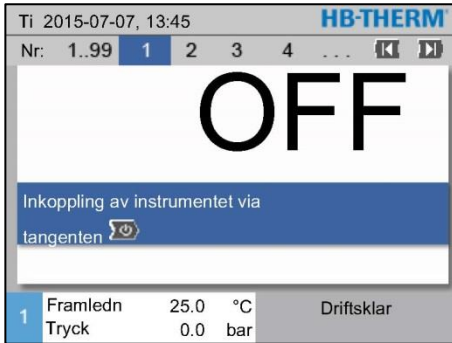 Ti 2015-07-07, 13:45 HB-THERM
Nr: 1..99 1 2 3 4 ...
OFF
Inkoppling av instrumentet via
tangenten
1 Framledn 25.0 °C Driftsklar
Tryck 0.0 bar